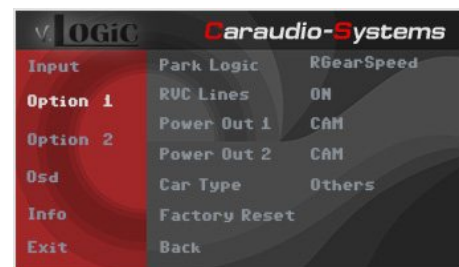 v.LOGiC Caraudio-Systems
Input Park Logic RGearSpeed
Option 1 RVC Lines ON
Option 2 Power Out 1 CAM
Power Out 2 CAM
Osd Car Type Others
Info Factory Reset
Exit Back